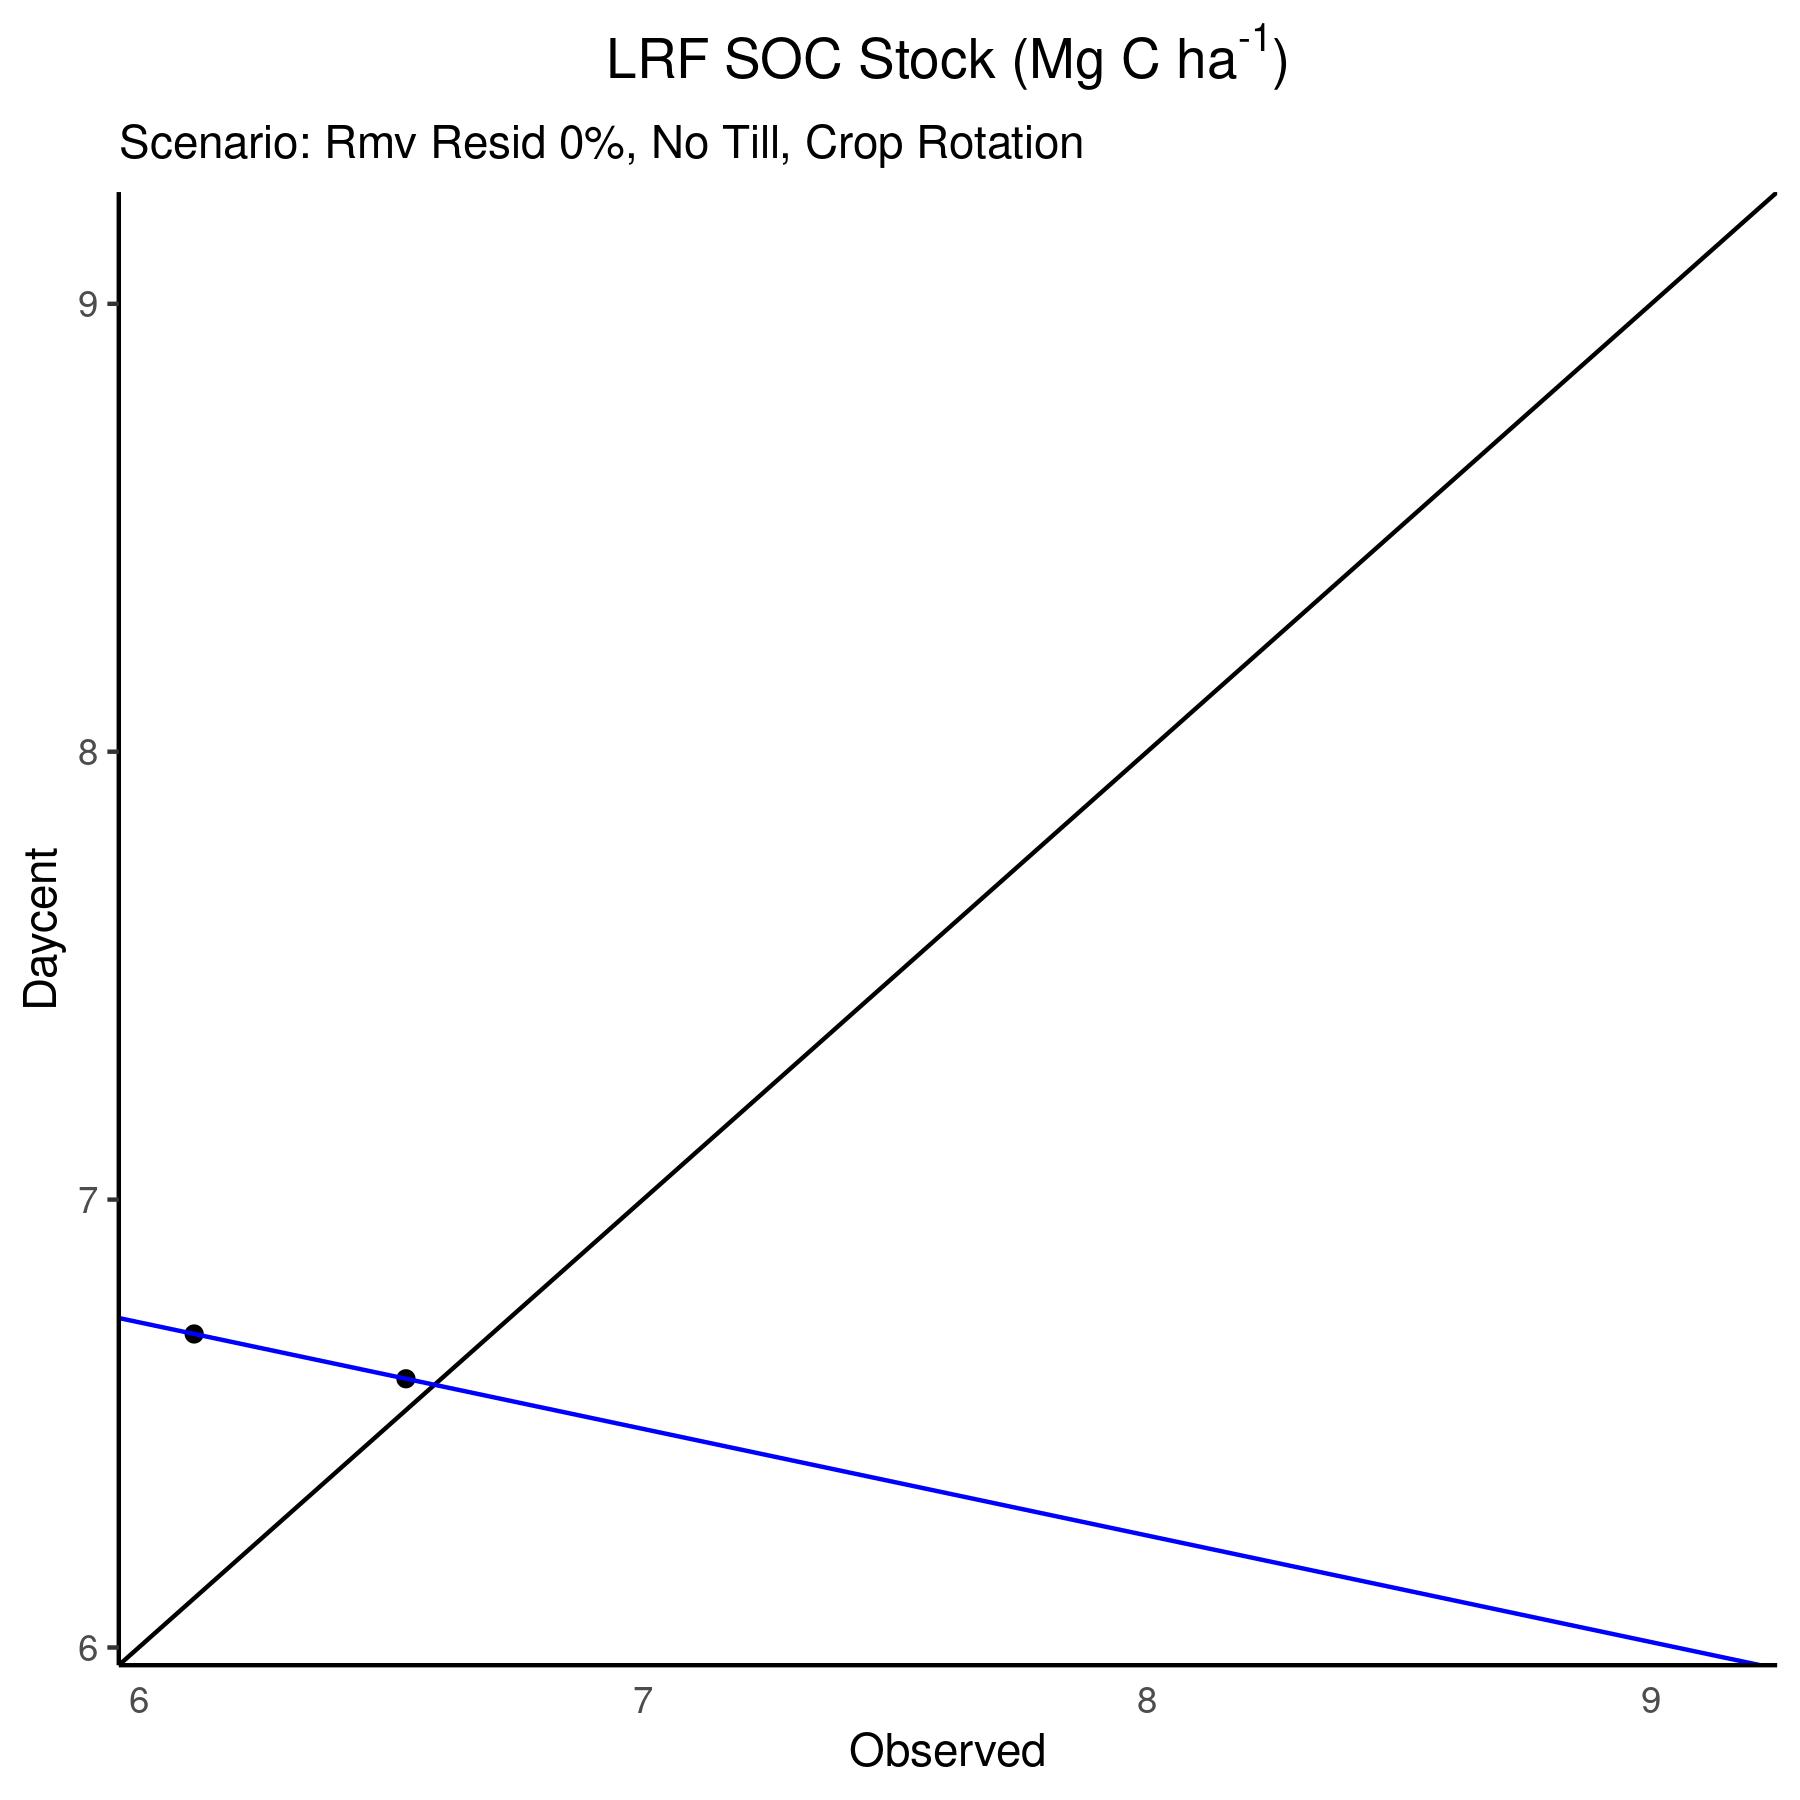 LRF SOC Stock (Mg C ha-1)
Scenario: Rmv Resid 0%, No Till, Crop Rotation
9
8
7
6
Daycent
6 7 8 9
Observed